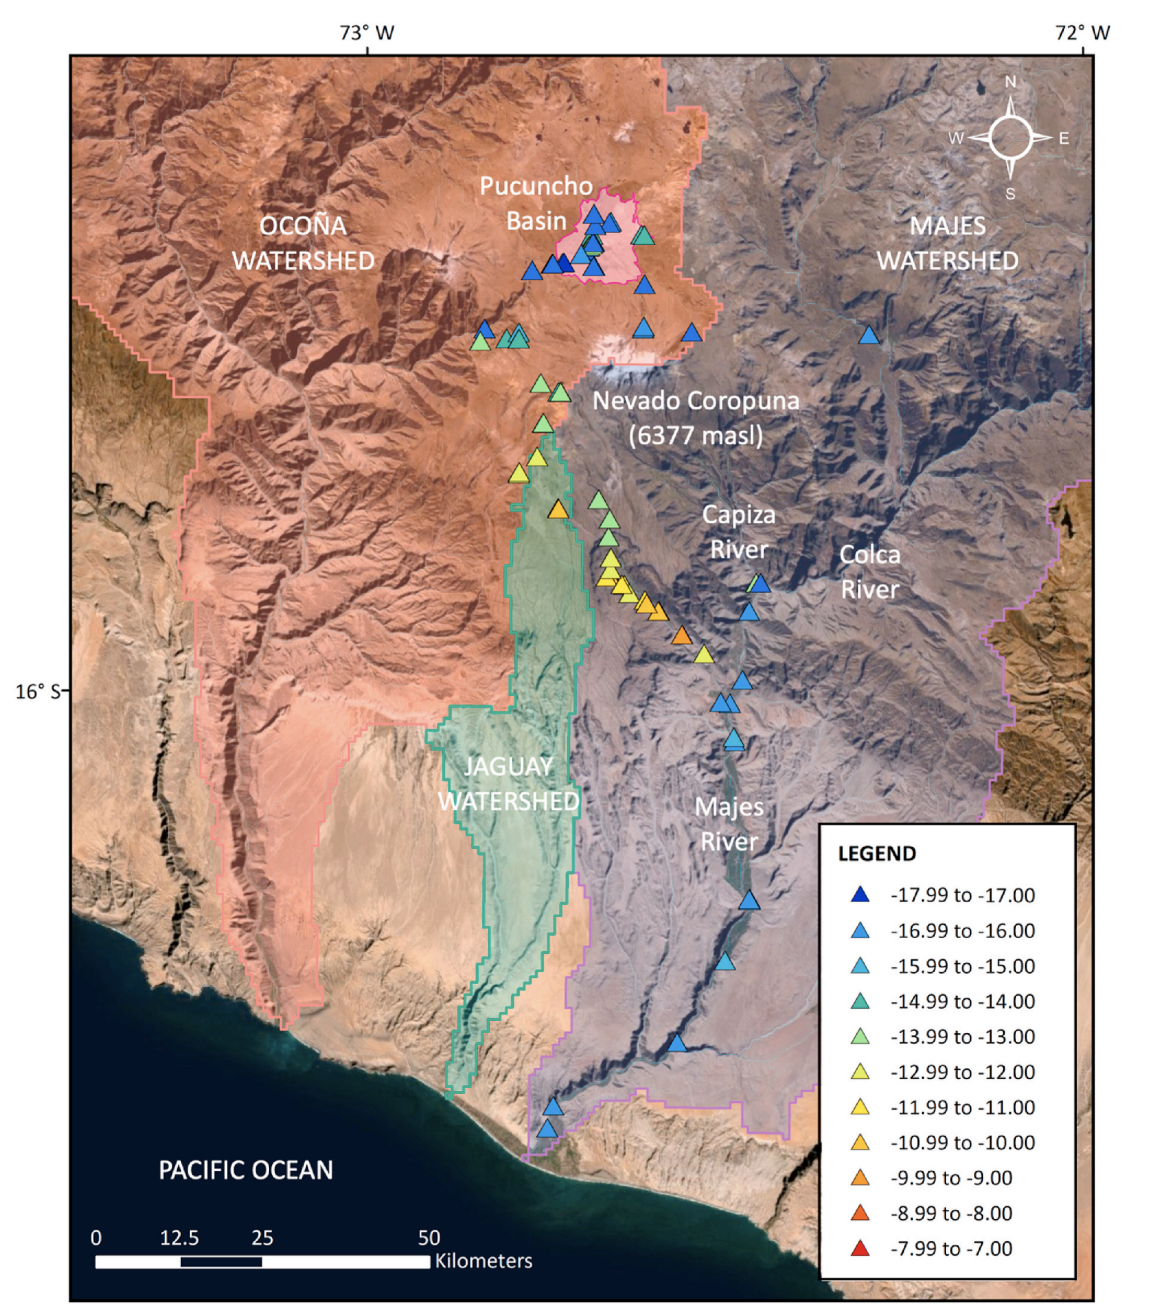 73° W
72° W
N
W
E
S
Pucuncho
Basin
OCOÑA
WATERSHED
MAJES
WATERSHED
Nevado Coropuna
(6377 masl)
Capiza
River
Colca
River
16° S
JAGUAY
WATERSHED
Majes
River
LEGEND
-17.99 to -17.00
-16.99 to -16.00
-15.99 to -15.00
-14.99 to -14.00
-13.99 to -13.00
-12.99 to -12.00
-11.99 to -11.00
-10.99 to -10.00
-9.99 to -9.00
-8.99 to -8.00
-7.99 to -7.00
PACIFIC OCEAN
0 12.5 25 50
Kilometers